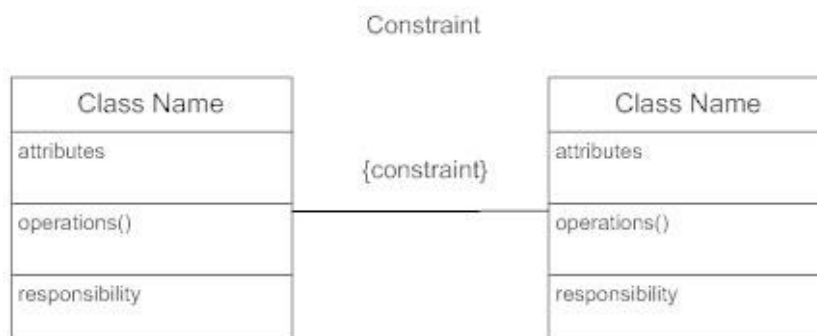 Constraint
Class Name
attributes
operations()
responsibility
{constraint}
Class Name
attributes
operations()
responsibility